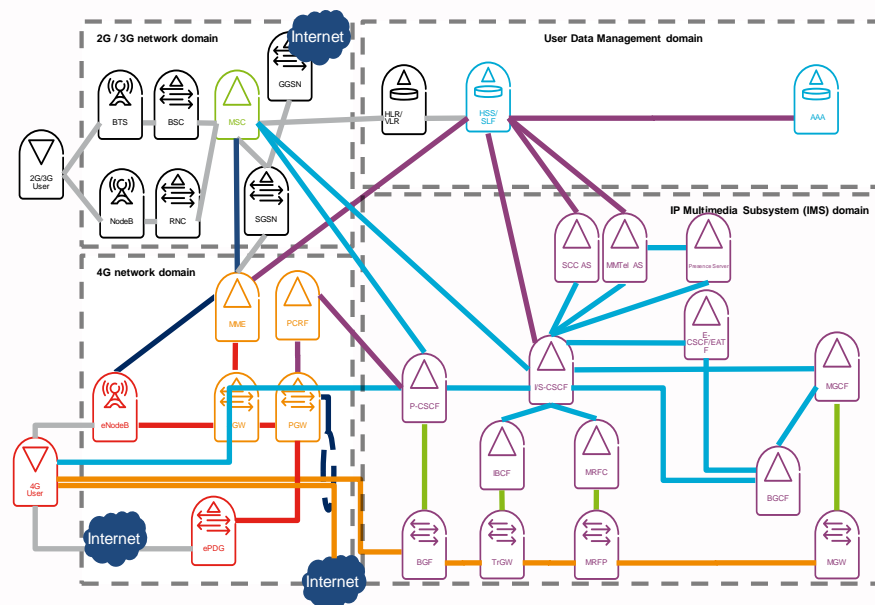 2G / 3G network domain
Internet
User Data Management domain
GGSN
BTS
BSC
MSC
HLR/
VLR
HSS/
SLF
AAA
2G/3G
User
NodeB
RNC
SGSN
IP Multimedia Subsystem (IMS) domain
SCC AS
MMTel AS
Presence Server
4G network domain
MME
PCRF
E-
CSCF/EAT
F
P-CSCF
I/S-CSCF
MGCF
eNodeB
GW
PGW
4G
User
IBCF
MRFC
BGCF
Internet
ePDG
BGF
TrGW
MRFP
MGW
Internet